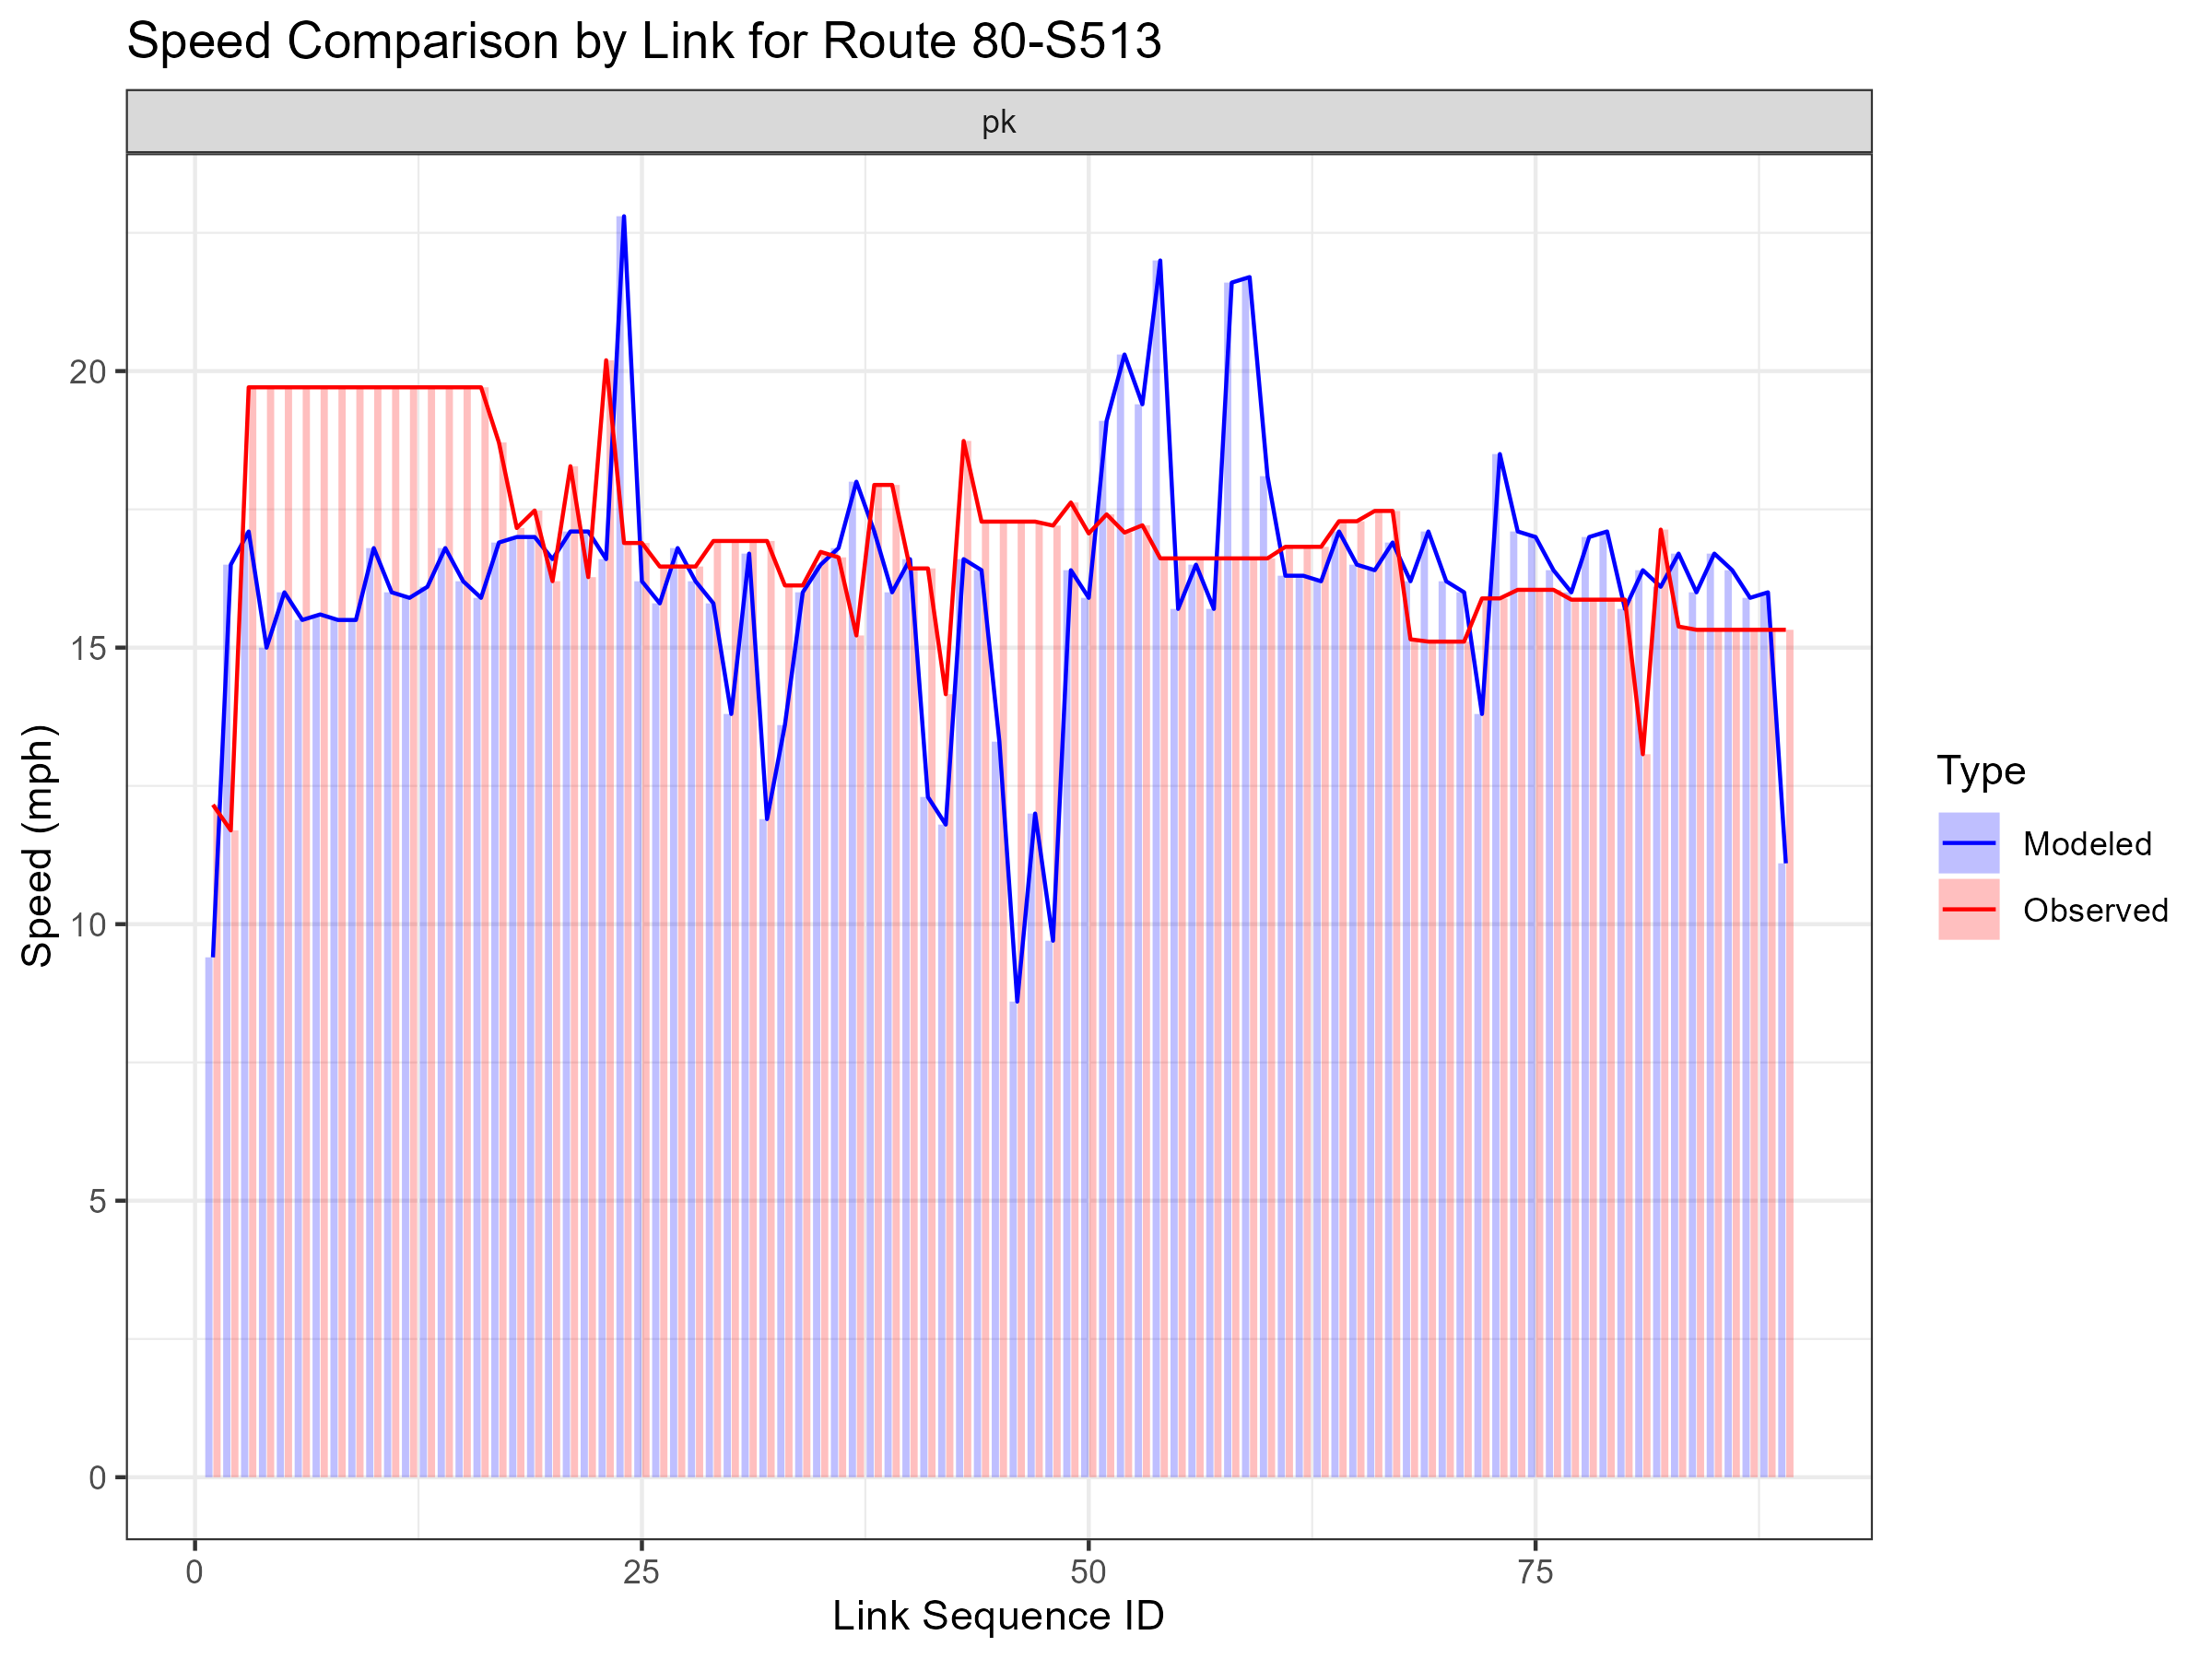 Speed Comparison by Link for Route 80-S513
pk
20
15
10
5
0
Speed (mph)
0 25 50 75
Link Sequence ID
Type
Modeled
Observed